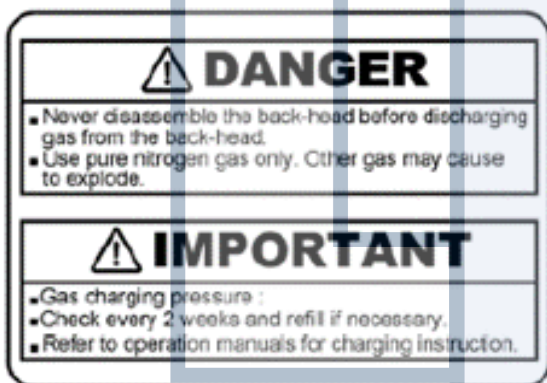 DANGER
▪ Never disassemble the back-head before discharging
gas from the back-head.
▪ Use pure nitrogen gas only. Other gas may cause
to explode.
IMPORTANT
▪Gas charging pressure :
▪Check every 2 weeks and refill if necessary.
▪Refer to operation manuals for charging instruction.